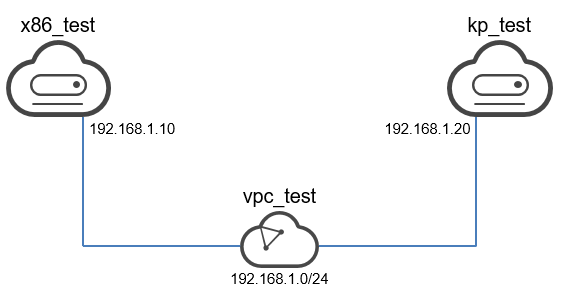 x86_test
kp_test
192.168.1.10
192.168.1.20
vpc_test
192.168.1.0/24